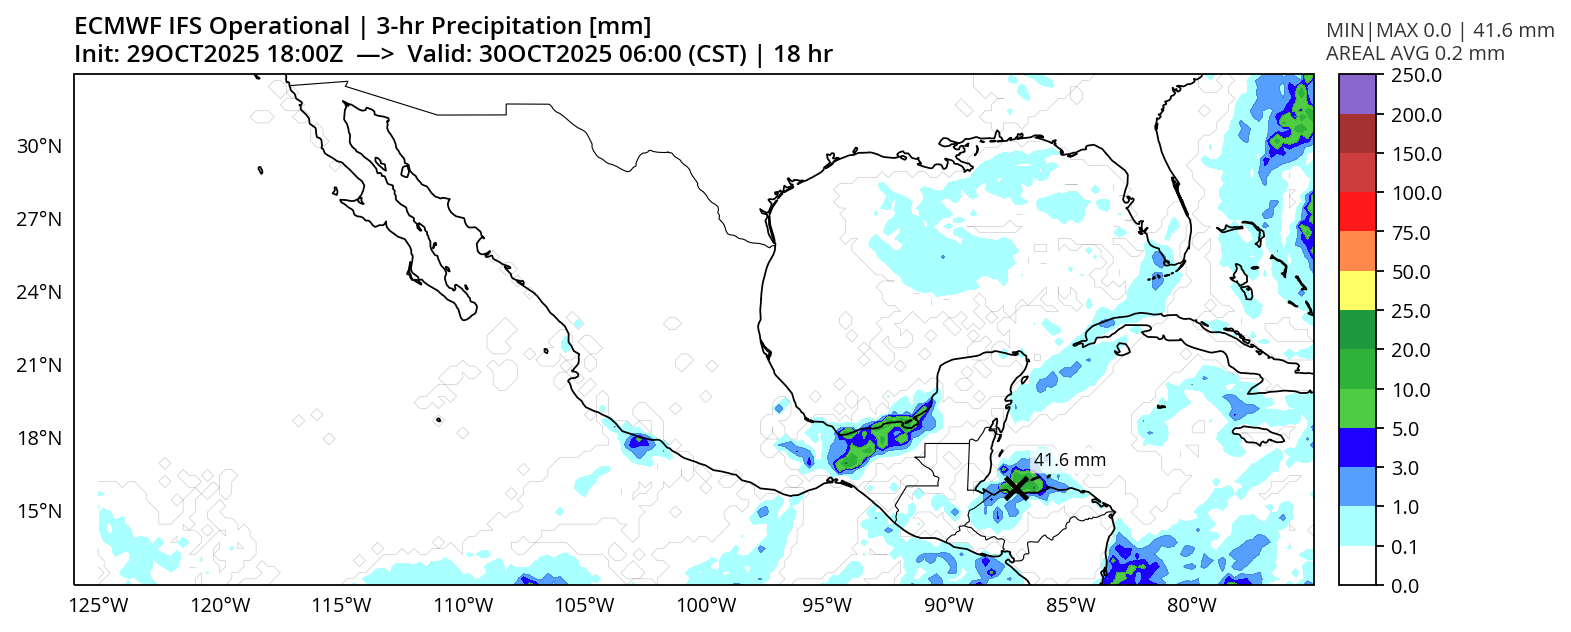 ECMWF IFS Operational | 3-hr Precipitation [mm]
Init: 29OCT2025 18:00Z —> Valid: 30OCT2025 06:00 (CST) | 18 hr
MIN|MAX 0.0 | 41.6 mm
AREAL AVG 0.2 mm
250.0
200.0
150.0
100.0
75.0
50.0
25.0
20.0
10.0
5.0
3.0
1.0
0.1
0.0
30°N
27°N
24°N
21°N
18°N
15°N
41.6 mm
125°W
120°W
115°W
110°W
105°W
100°W
95°W
90°W
85°W
80°W